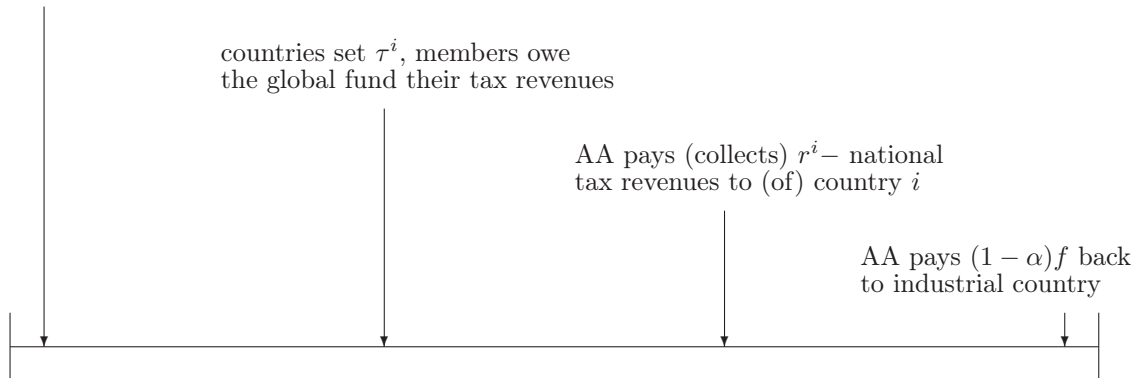 countries set τ^i, members owe
the global fund their tax revenues
AA pays (collects) r^i− national
tax revenues to (of) country i
AA pays (1 − α)f back
to industrial country